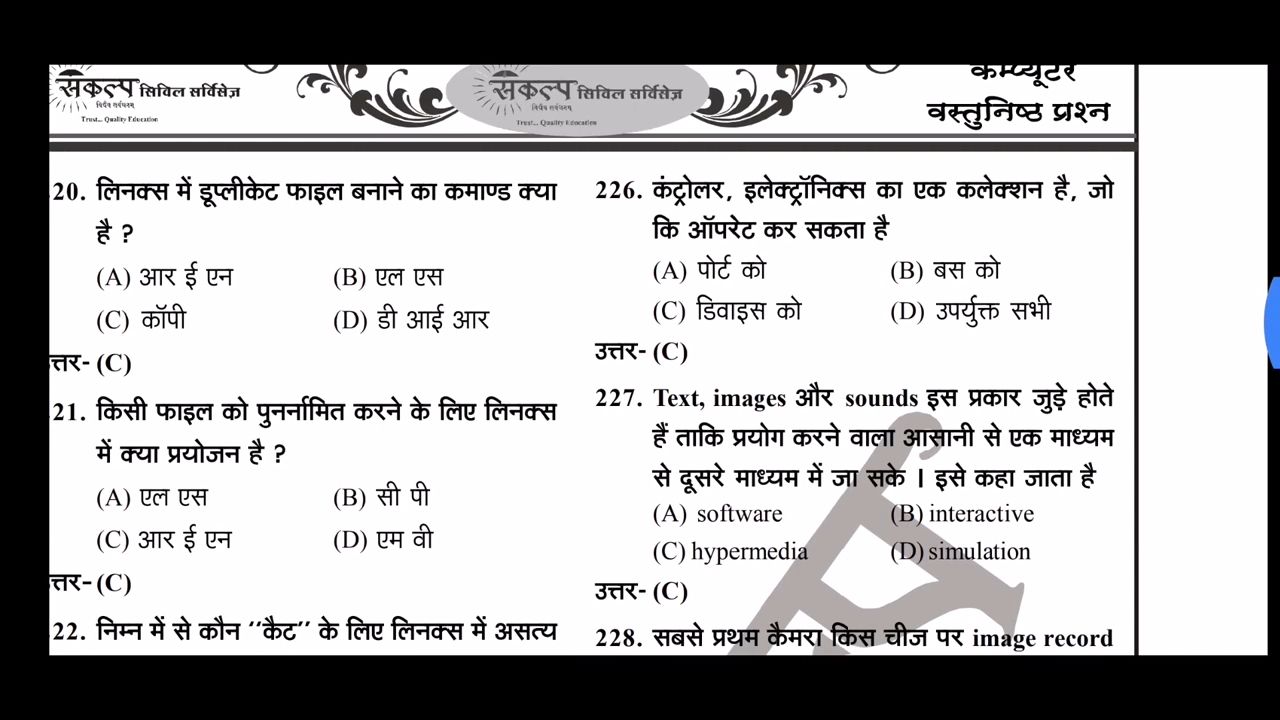 संकल्प सिविल सर्विसेज़
Trust... Quality Education
संकल्प सिविल सर्विसेज़
Trust... Quality Education
कम्प्यूटर
वस्तुनिष्ठ प्रश्न
20. लिनक्स में डूप्लीकेट फाइल बनाने का कमाण्ड क्या
है ?
(A) आर ई एन (B) एल एस
(C) कॉपी (D) डी आई आर
त्तर- (C)
21. किसी फाइल को पुनर्नामित करने के लिए लिनक्स
में क्या प्रयोजन है ?
(A) एल एस (B) सी पी
(C) आर ई एन (D) एम वी
त्तर- (C)
22. निम्न में से कौन ‘‘कैट’’ के लिए लिनक्स में असत्य
226. कंट्रोलर, इलेक्ट्रॉनिक्स का एक कलेक्शन है, जो
कि ऑपरेट कर सकता है
(A) पोर्ट को (B) बस को
(C) डिवाइस को (D) उपर्युक्त सभी
उत्तर- (C)
227. Text, images और sounds इस प्रकार जुड़े होते
हैं ताकि प्रयोग करने वाला आसानी से एक माध्यम
से दूसरे माध्यम में जा सके । इसे कहा जाता है
(A) software (B) interactive
(C) hypermedia (D) simulation
उत्तर- (C)
228. सबसे प्रथम कैमरा किस चीज पर image record